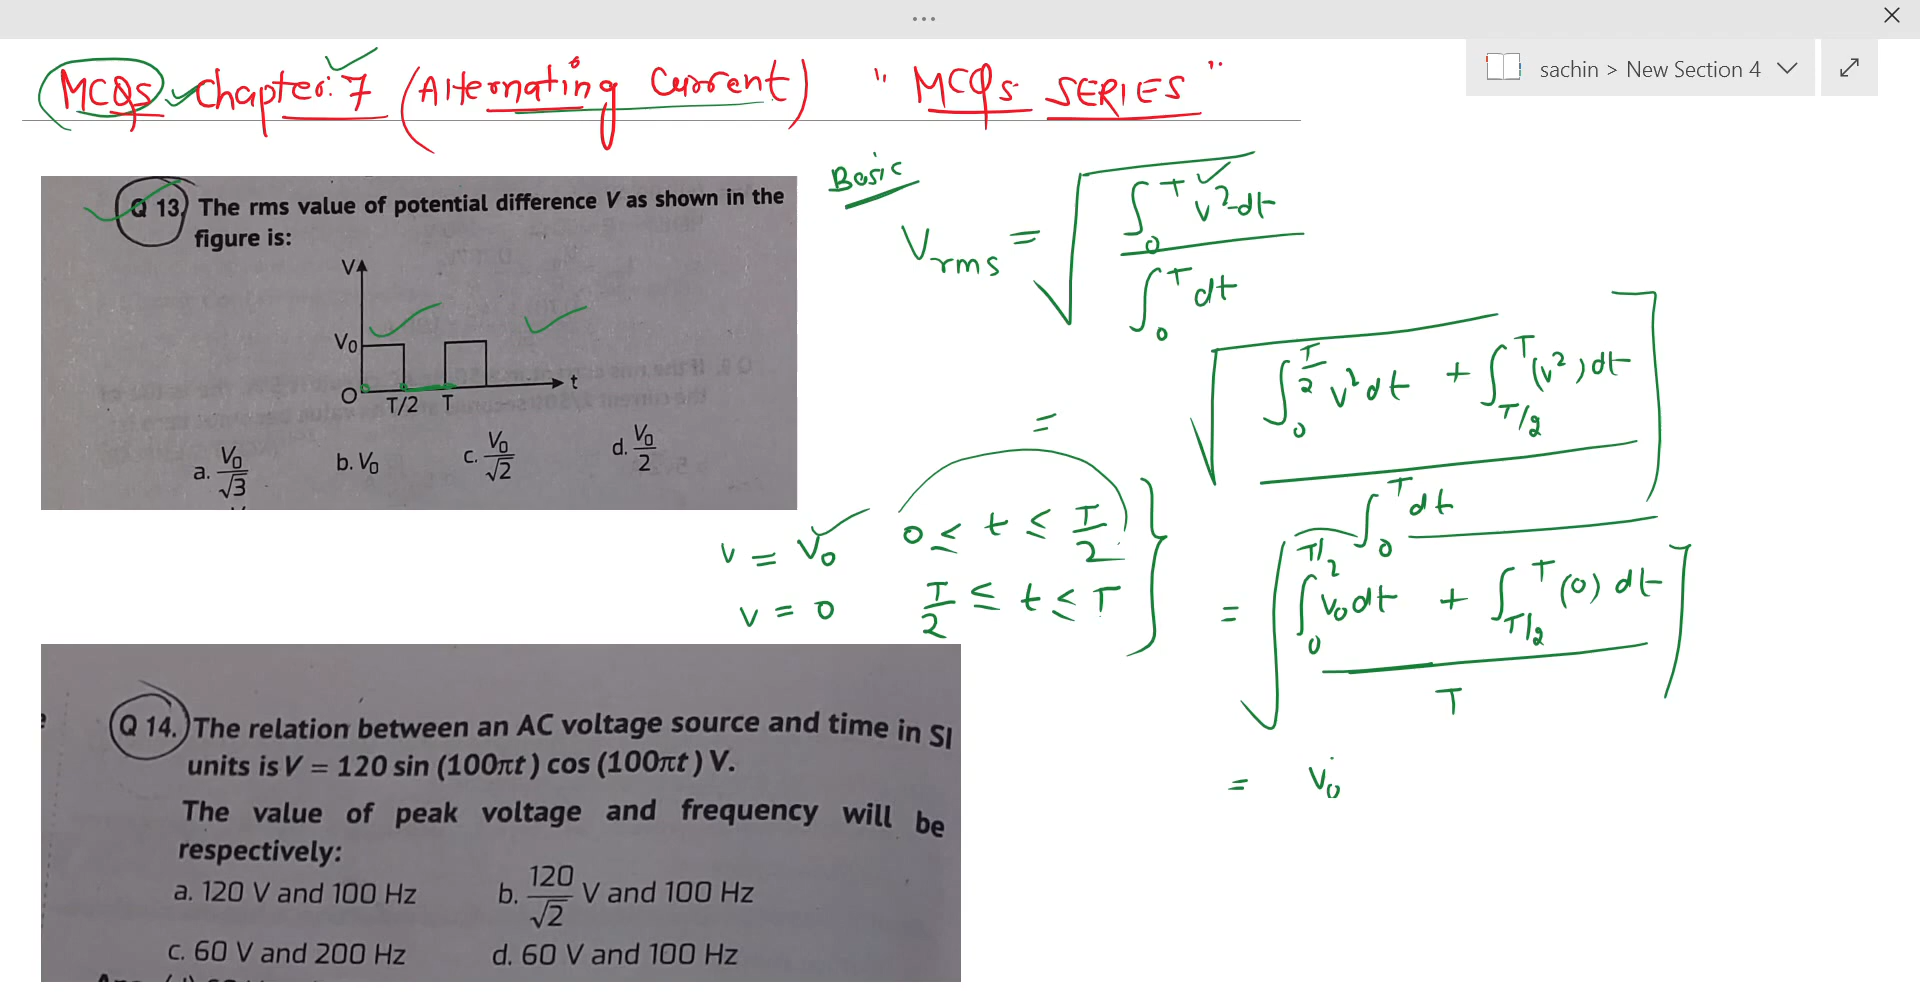 ...
sachin > New Section 4
MCQs Chapter: 7 (Alternating Current) "MCQs SERIES"
Q 13. The rms value of potential difference V as shown in the
figure is:
V
V₀
O
T/2 T
t
a. V₀/√3 b. V₀ c. V₀/√2 d. V₀/2
Basic
Vrms = √(∫₀ᵀ v² dt / ∫₀ᵀ dt)
= √[(∫₀^(T/2) v² dt + ∫_(T/2)^T (v²) dt) / ∫₀ᵀ dt]
v = V₀ 0 ≤ t ≤ T/2
v = 0 T/2 ≤ t ≤ T
= √[(∫₀^(T/2) V₀ dt + ∫_(T/2)^T (0) dt) / T]
= V₀
Q 14. The relation between an AC voltage source and time in SI
units is V = 120 sin (100πt) cos (100πt) V.
The value of peak voltage and frequency will be
respectively:
a. 120 V and 100 Hz b. 120/√2 V and 100 Hz
c. 60 V and 200 Hz d. 60 V and 100 Hz